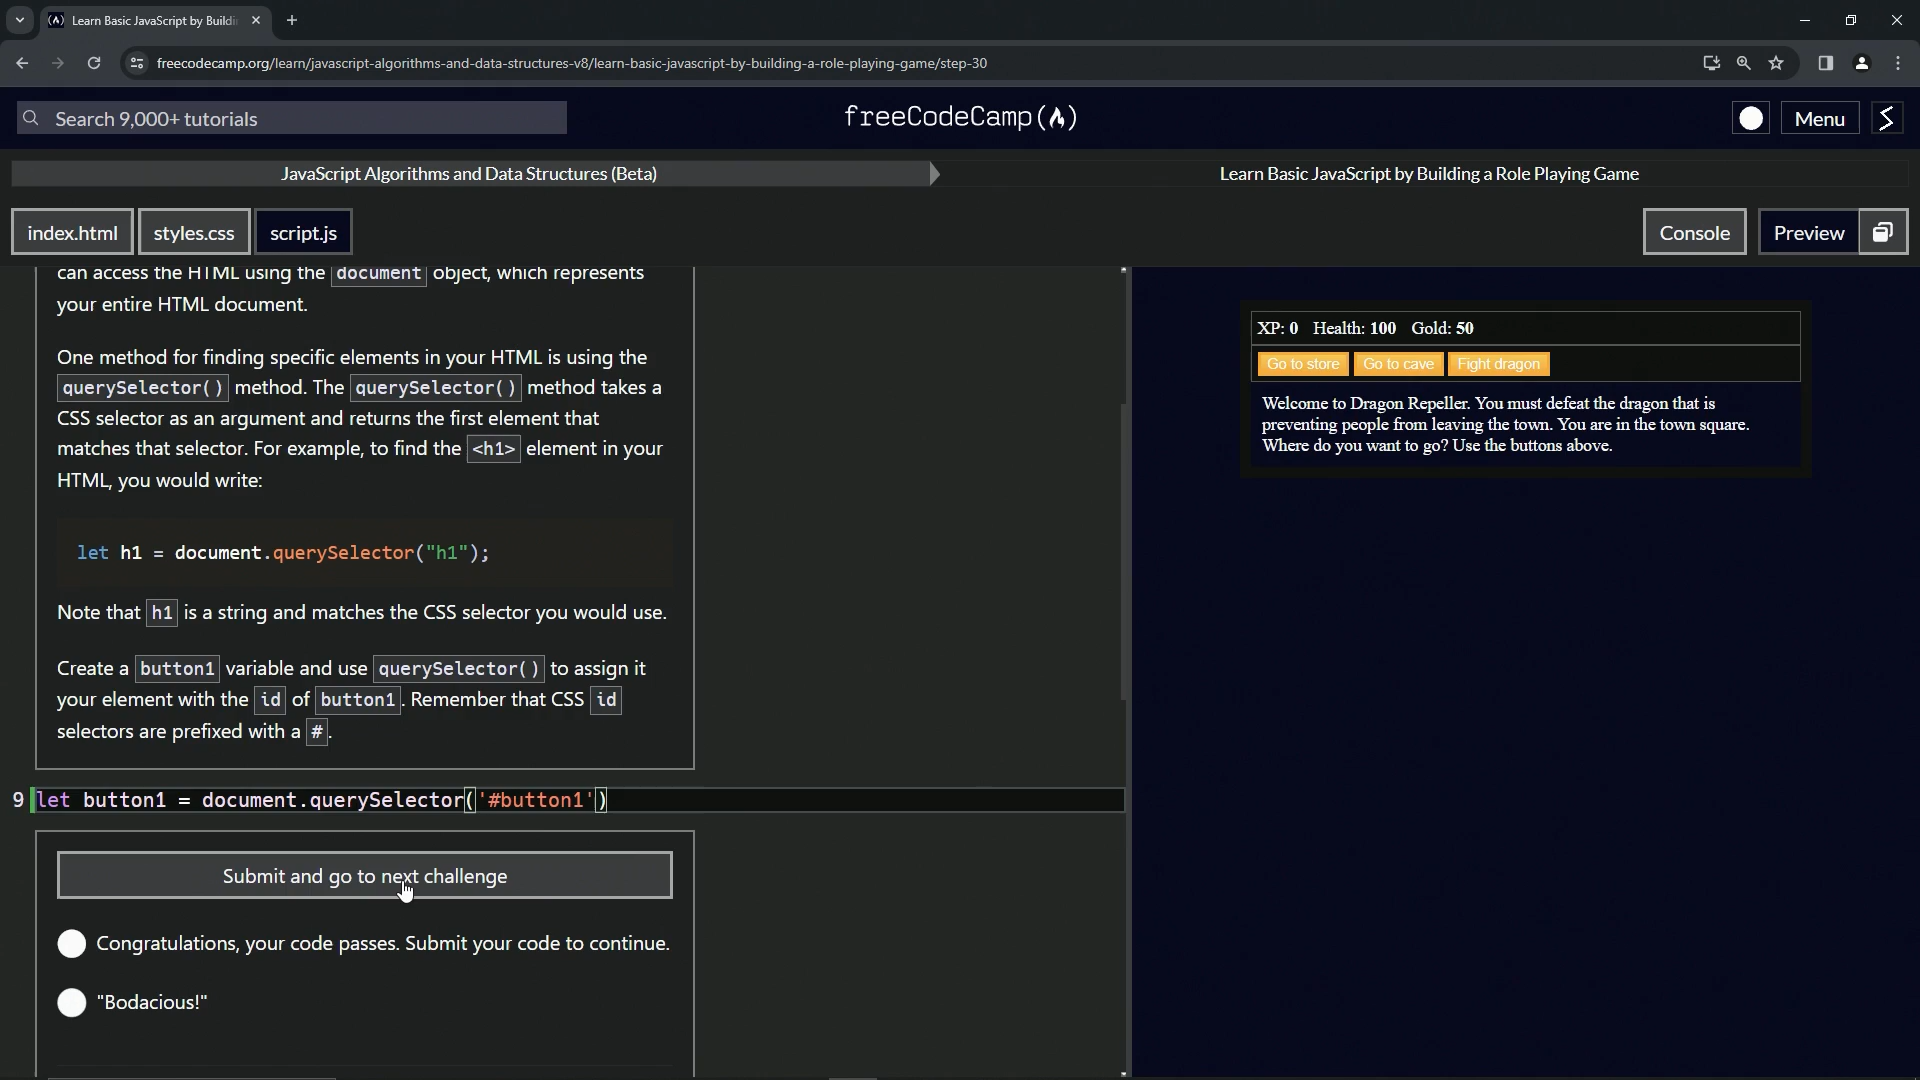 Learn Basic JavaScript by Buildi
freecodecamp.org/learn/javascript-algorithms-and-data-structures-v8/learn-basic-javascript-by-building-a-role-playing-game/step-30
Search 9,000+ tutorials
freeCodeCamp
Menu
JavaScript Algorithms and Data Structures (Beta)
Learn Basic JavaScript by Building a Role Playing Game
index.html
styles.css
script.js
Console
Preview
can access the HTML using the document object, which represents
your entire HTML document.
One method for finding specific elements in your HTML is using the
querySelector() method. The querySelector() method takes a
CSS selector as an argument and returns the first element that
matches that selector. For example, to find the <h1> element in your
HTML, you would write:
let h1 = document.querySelector("h1");
Note that h1 is a string and matches the CSS selector you would use.
Create a button1 variable and use querySelector() to assign it
your element with the id of button1. Remember that CSS id
selectors are prefixed with a #.
9 let button1 = document.querySelector('#button1')
Submit and go to next challenge
Congratulations, your code passes. Submit your code to continue.
"Bodacious!"
XP: 0 Health: 100 Gold: 50
Go to store
Go to cave
Fight dragon
Welcome to Dragon Repeller. You must defeat the dragon that is
preventing people from leaving the town. You are in the town square.
Where do you want to go? Use the buttons above.